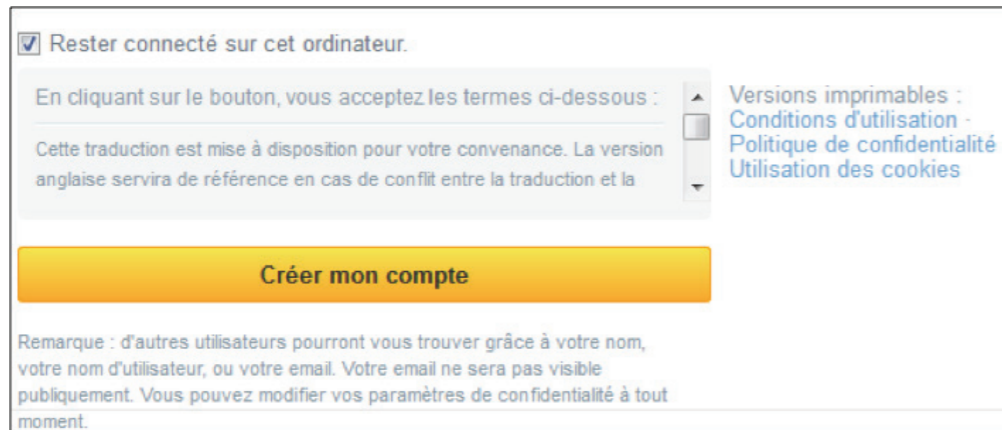 Rester connecté sur cet ordinateur.
En cliquant sur le bouton, vous acceptez les termes ci-dessous :
Cette traduction est mise à disposition pour votre convenance. La version
anglaise servira de référence en cas de conflit entre la traduction et la
Versions imprimables :
Conditions d'utilisation -
Politique de confidentialité
Utilisation des cookies
Créer mon compte
Remarque : d'autres utilisateurs pourront vous trouver grâce à votre nom,
votre nom d'utilisateur, ou votre email. Votre email ne sera pas visible
publiquement. Vous pouvez modifier vos paramètres de confidentialité à tout
moment.